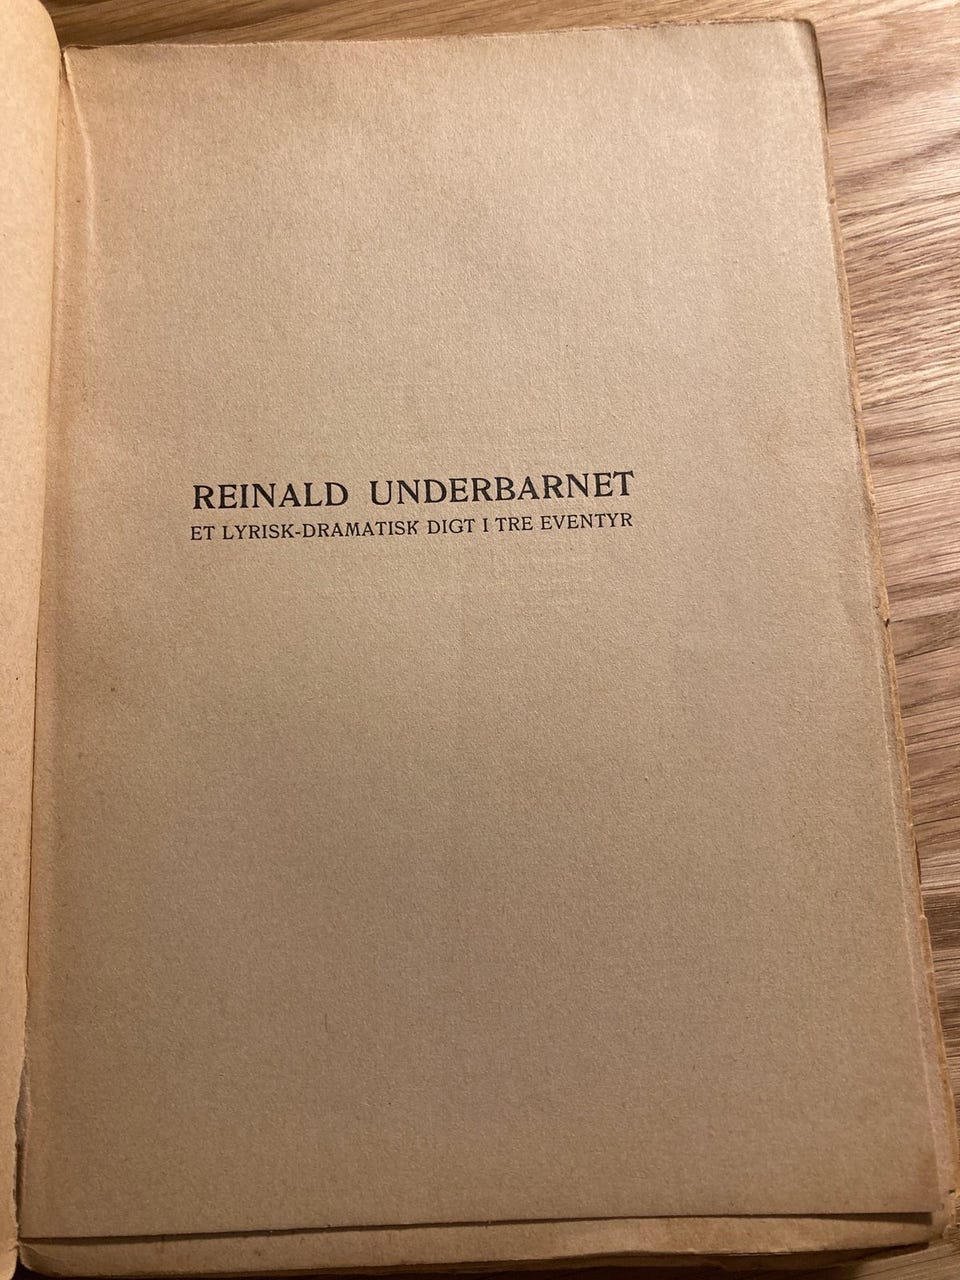 REINALD UNDERBARNET
ET LYRISK-DRAMATISK DIGT I TRE EVENTYR